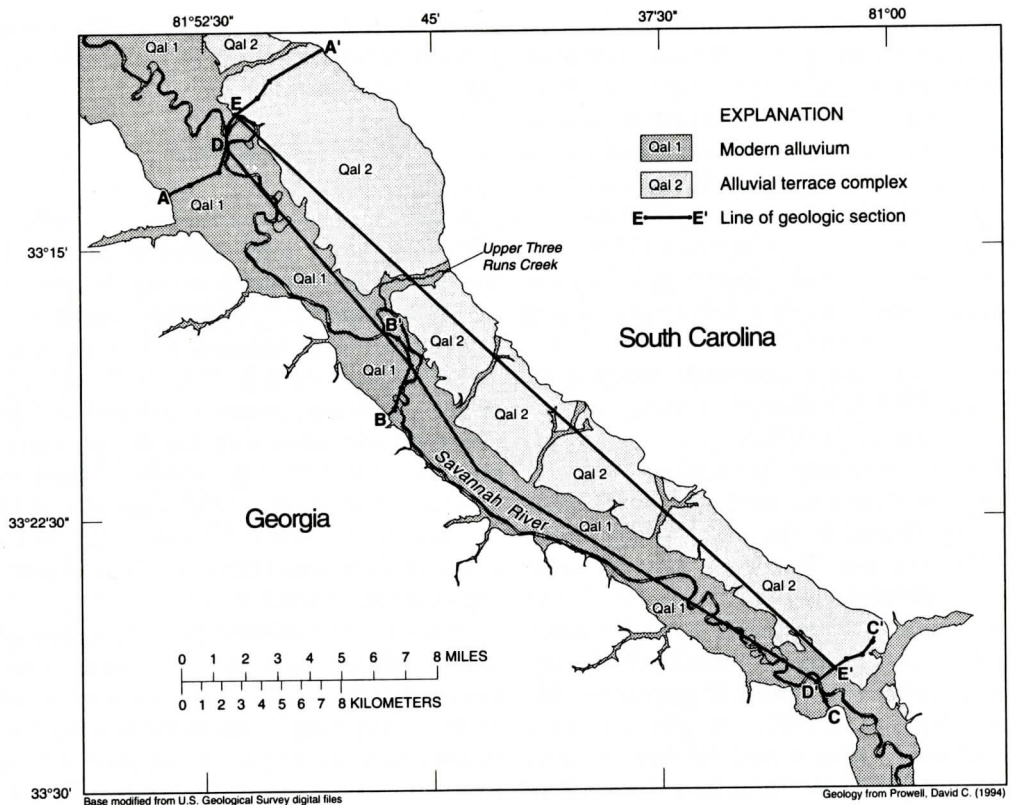 81°52'30"
45'
37'30"
81°00
Qal 1
Qal 2
A'
E
D
Qal 2
A
Qal 1
EXPLANATION
Qal 1 Modern alluvium
Qal 2 Alluvial terrace complex
E E' Line of geologic section
33°15'
Upper Three
Runs Creek
Qal 1
B'
Qal 2
South Carolina
Qal 1
B
Qal 2
Savannah River
Qal 2
33°22'30"
Georgia
Qal 1
Qal 2
Qal 1
C'
0 1 2 3 4 5 6 7 8 MILES
0 1 2 3 4 5 6 7 8 KILOMETERS
E'
D'
C
33°30'
Base modified from U.S. Geological Survey digital files
Geology from Prowell, David C. (1994)